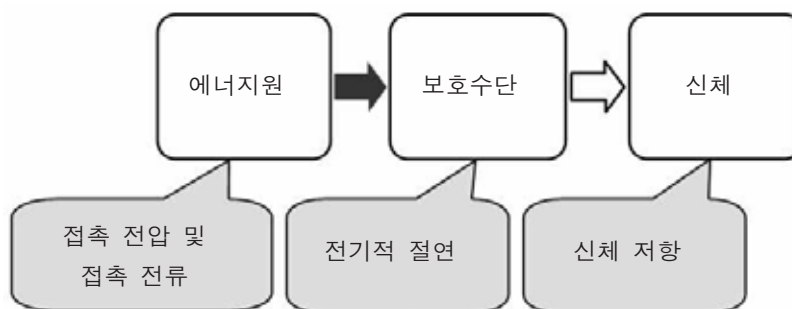 에너지원
보호수단
신체
접촉 전압 및
접촉 전류
전기적 절연
신체 저항